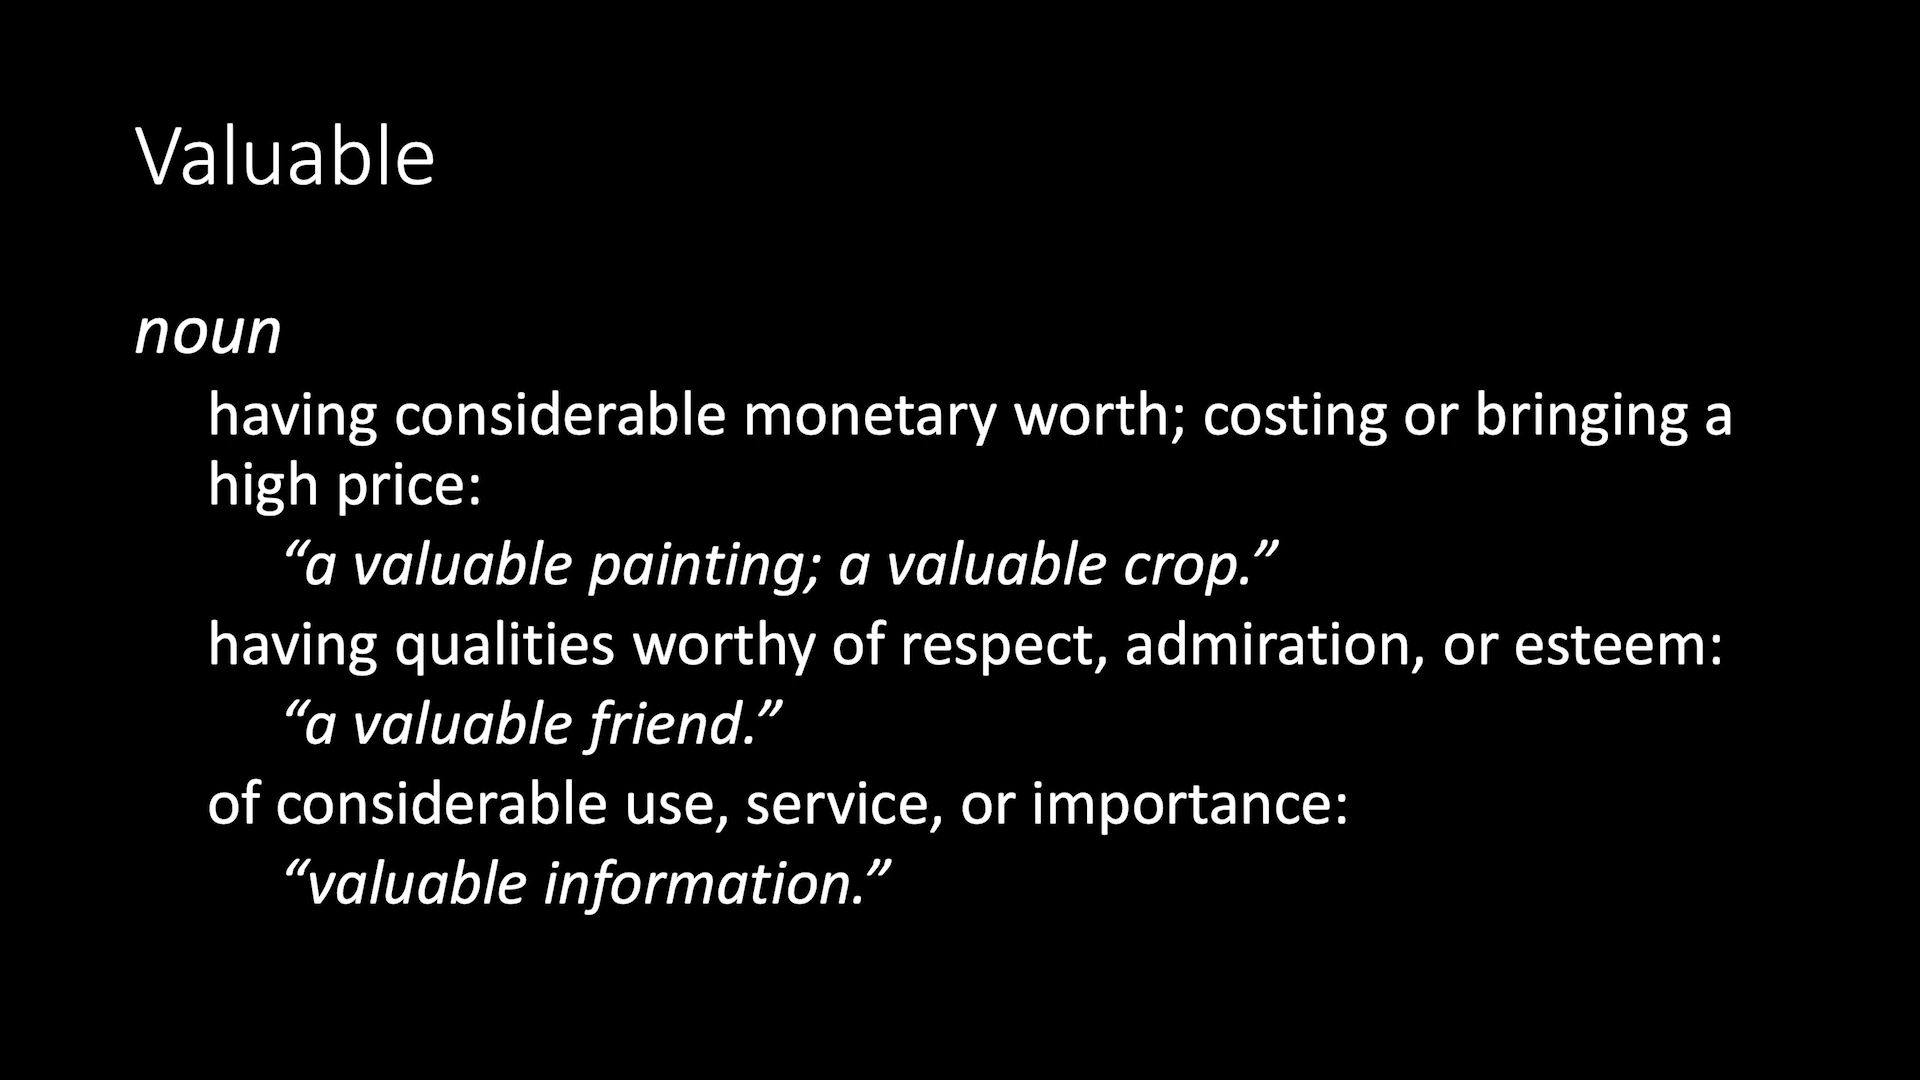 Valuable
noun
having considerable monetary worth; costing or bringing a
high price:
“a valuable painting; a valuable crop.”
having qualities worthy of respect, admiration, or esteem:
“a valuable friend.”
of considerable use, service, or importance:
“valuable information.”